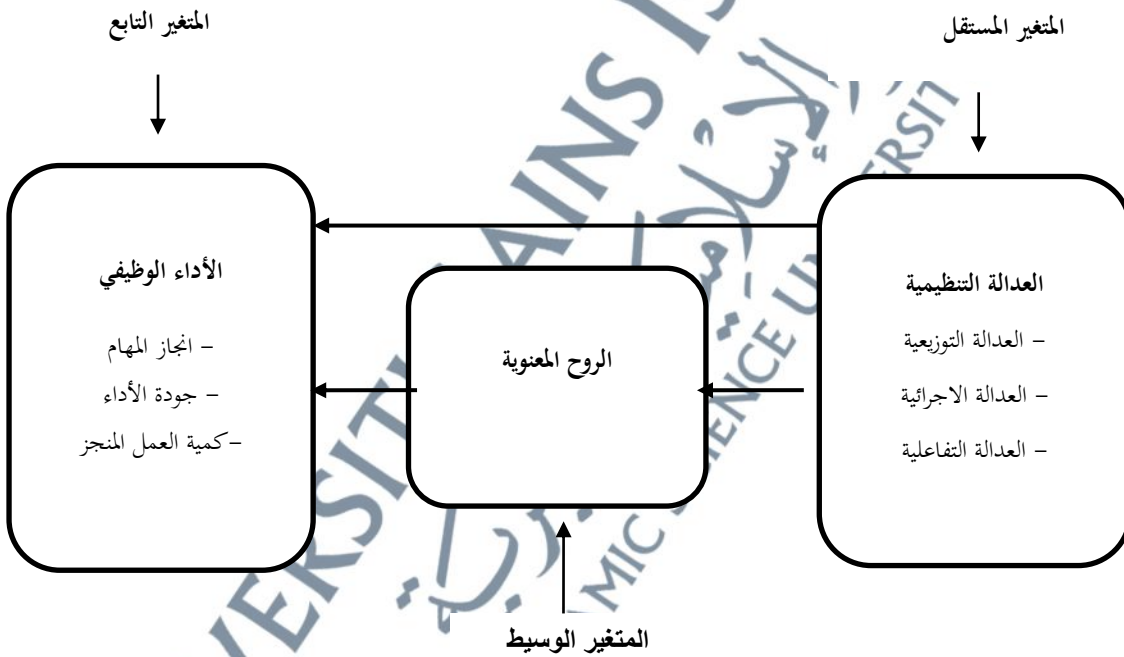 المتغير المستقل
المتغير التابع
العدالة التنظيمية
– العدالة التوزيعية
– العدالة الاجرائية
– العدالة التفاعلية
الروح المعنوية
الأداء الوظيفي
– انجاز المهام
– جودة الأداء
–كمية العمل المنجز
المتغير الوسيط